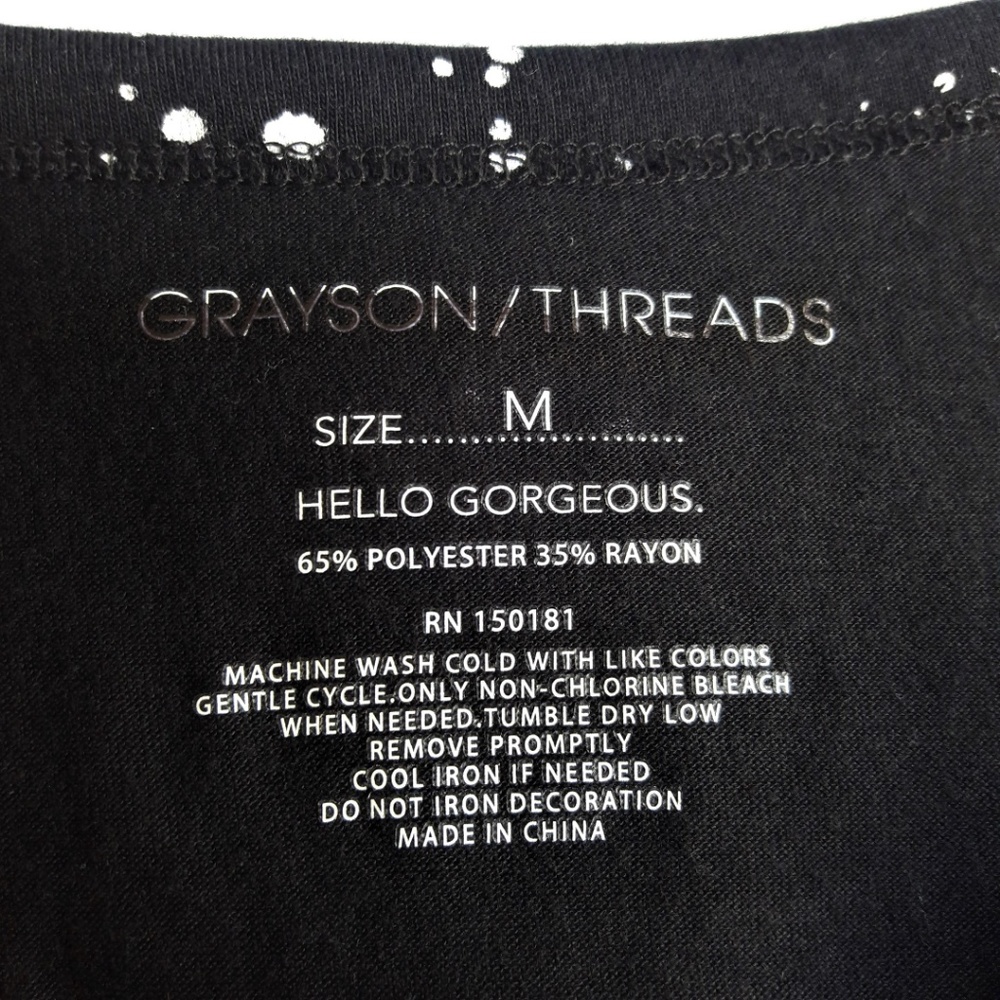 GRAYSON/THREADS
SIZE..........M..........
HELLO GORGEOUS.
65% POLYESTER 35% RAYON
RN 150181
MACHINE WASH COLD WITH LIKE COLORS
GENTLE CYCLE.ONLY NON-CHLORINE BLEACH
WHEN NEEDED.TUMBLE DRY LOW
REMOVE PROMPTLY
COOL IRON IF NEEDED
DO NOT IRON DECORATION
MADE IN CHINA